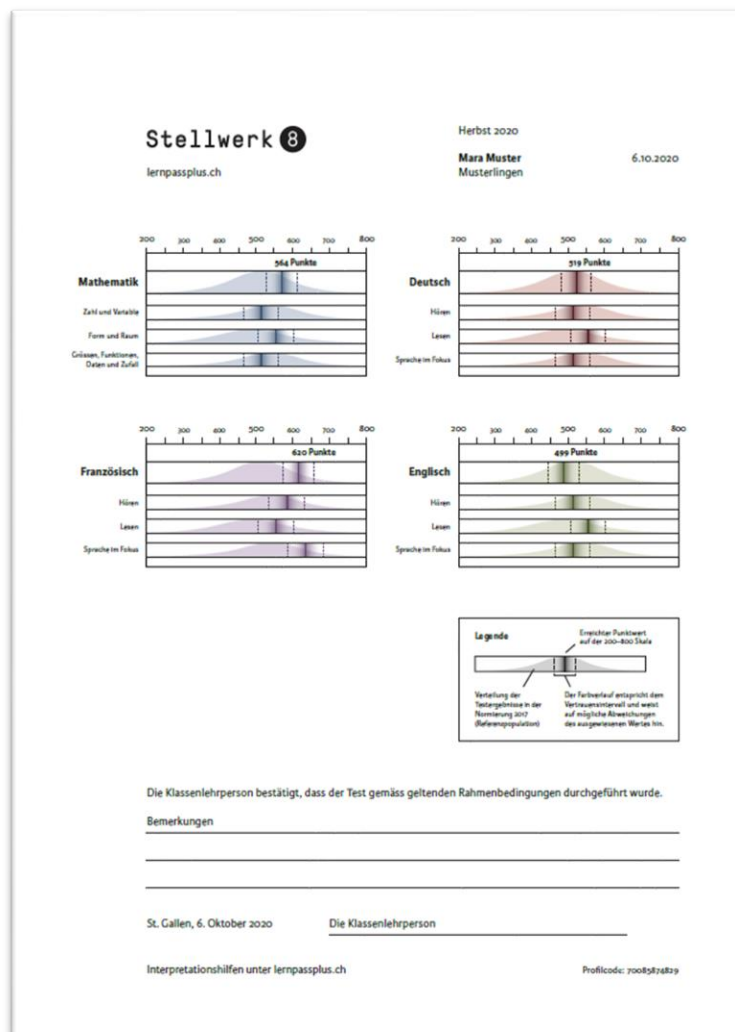 Stellwerk 8
lernpassplus.ch
Herbst 2020
Mara Muster 6.10.2020
Musterlingen
200 300 400 500 600 700 800
564 Punkte
Mathematik
Zahl und Variable
Form und Raum
Grössen, Funktionen,
Daten und Zufall
200 300 400 500 600 700 800
519 Punkte
Deutsch
Hören
Lesen
Sprache im Fokus
200 300 400 500 600 700 800
620 Punkte
Französisch
Hören
Lesen
Sprache im Fokus
200 300 400 500 600 700 800
499 Punkte
Englisch
Hören
Lesen
Sprache im Fokus
Legende
Erreichter Punktwert
auf der 200–800 Skala
Verteilung der
Testergebnisse in der
Normierung 2017
(Referenzpopulation)
Der Farbverlauf entspricht dem
Vertrauensintervall und weist
auf mögliche Abweichungen
des ausgewiesenen Wertes hin.
Die Klassenlehrperson bestätigt, dass der Test gemäss geltenden Rahmenbedingungen durchgeführt wurde.
Bemerkungen
St. Gallen, 6. Oktober 2020 Die Klassenlehrperson
Interpretationshilfen unter lernpassplus.ch Profilcode: 70085874829